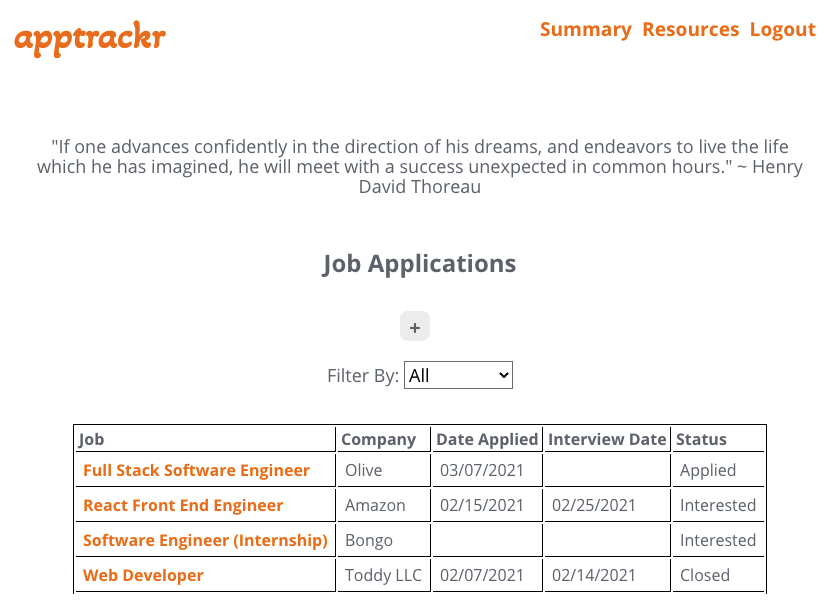 apptrackr
Summary Resources Logout
"If one advances confidently in the direction of his dreams, and endeavors to live the life
which he has imagined, he will meet with a success unexpected in common hours." ~ Henry
David Thoreau
Job Applications
+
Filter By: All
Job Company Date Applied Interview Date Status
Full Stack Software Engineer Olive 03/07/2021 Applied
React Front End Engineer Amazon 02/15/2021 02/25/2021 Interested
Software Engineer (Internship) Bongo Interested
Web Developer Toddy LLC 02/07/2021 02/14/2021 Closed